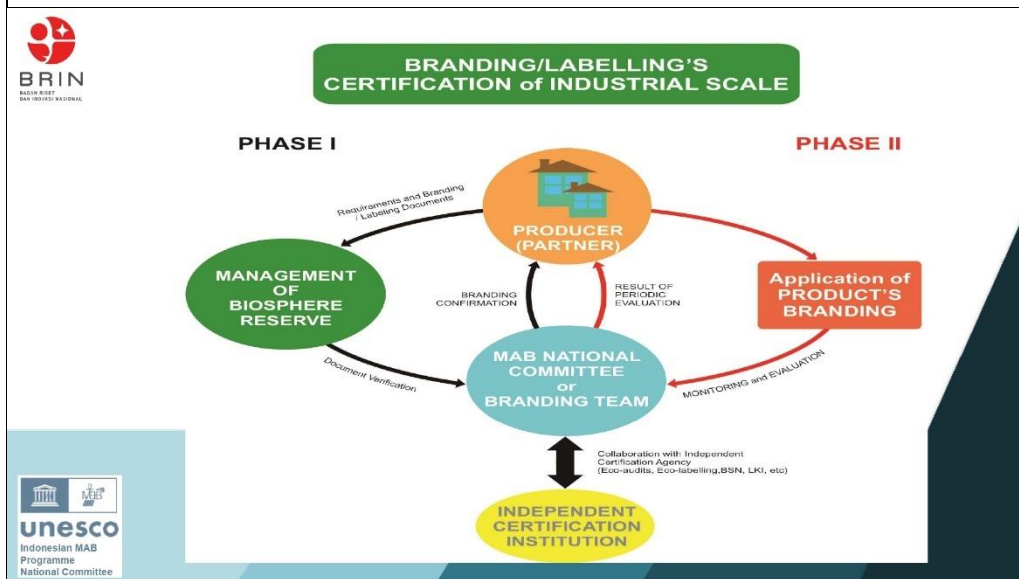 BRIN
BADAN RISET
DAN INOVASI NASIONAL
BRANDING/LABELLING'S
CERTIFICATION of INDUSTRIAL SCALE
PHASE I
PHASE II
Requiraments and Branding
/ Labeling Documents
PRODUCER
(PARTNER)
MANAGEMENT
OF
BIOSPHERE
RESERVE
BRANDING
CONFIRMATION
RESULT OF
PERIODIC
EVALUATION
Application of
PRODUCT'S
BRANDING
Document Verification
MAB NATIONAL
COMMITTEE
or
BRANDING TEAM
MONITORING and EVALUATION
Collaboration with Independent
Certification Agency
(Eco-audits, Eco-labelling,BSN, LKI, etc)
INDEPENDENT
CERTIFICATION
INSTITUTION
MAB
unesco
Indonesian MAB
Programme
National Committee